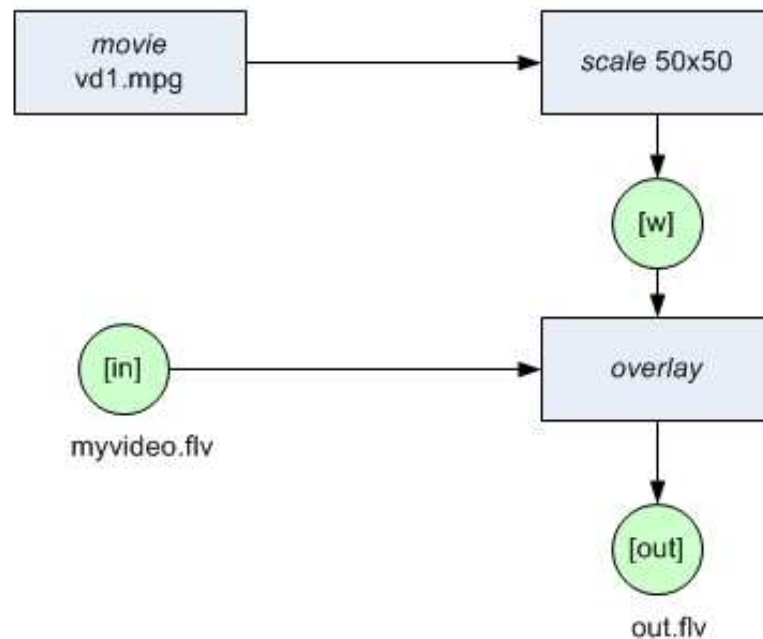 movie
vd1.mpg
scale 50x50
[w]
[in]
overlay
myvideo.flv
[out]
out.flv